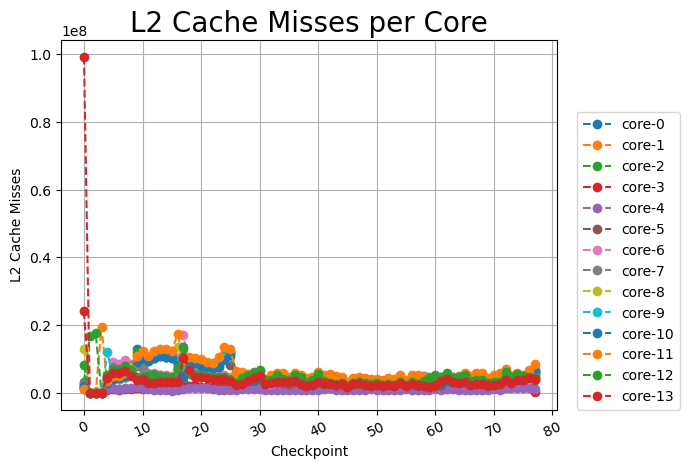 L2 Cache Misses per Core
1e8
1.0
0.8
0.6
0.4
0.2
0.0
L2 Cache Misses
0 10 20 30 40 50 60 70 80
Checkpoint
core-0
core-1
core-2
core-3
core-4
core-5
core-6
core-7
core-8
core-9
core-10
core-11
core-12
core-13